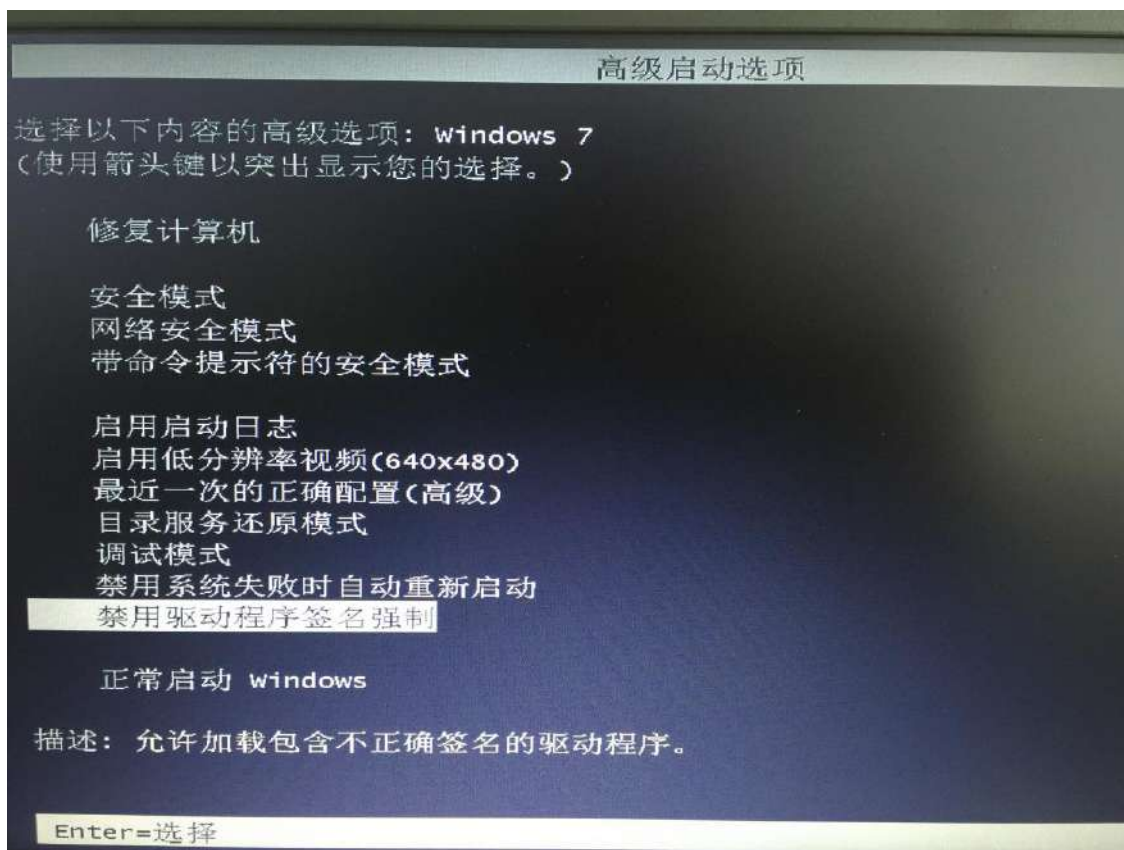 高级启动选项
选择以下内容的高级选项: Windows 7
(使用箭头键以突出显示您的选择。)
修复计算机
安全模式
网络安全模式
带命令提示符的安全模式
启用启动日志
启用低分辨率视频(640x480)
最近一次的正确配置(高级)
目录服务还原模式
调试模式
禁用系统失败时自动重新启动
禁用驱动程序签名强制
正常启动 Windows
描述: 允许加载包含不正确签名的驱动程序。
Enter=选择